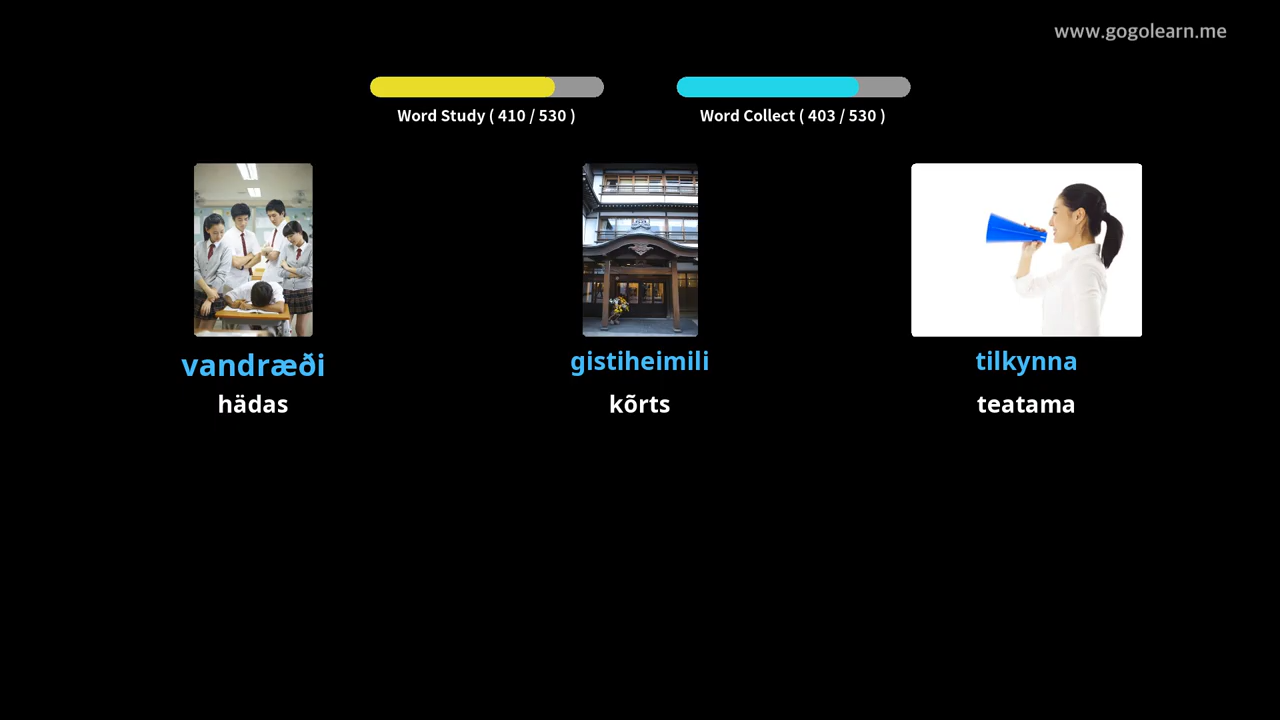 www.gogolearn.me
Word Study ( 410 / 530 )
Word Collect ( 403 / 530 )
vandræði
gistiheimili
tilkynna
hädas
kõrts
teatama